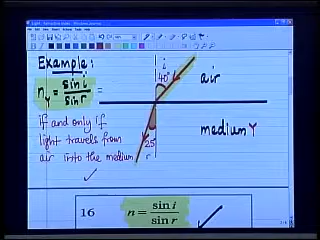 Example:
i
40°
air
n_Y = sin i / sin r =
if and only if
light travels from
air into the medium
25°
r
medium Y
16
n = sin i / sin r